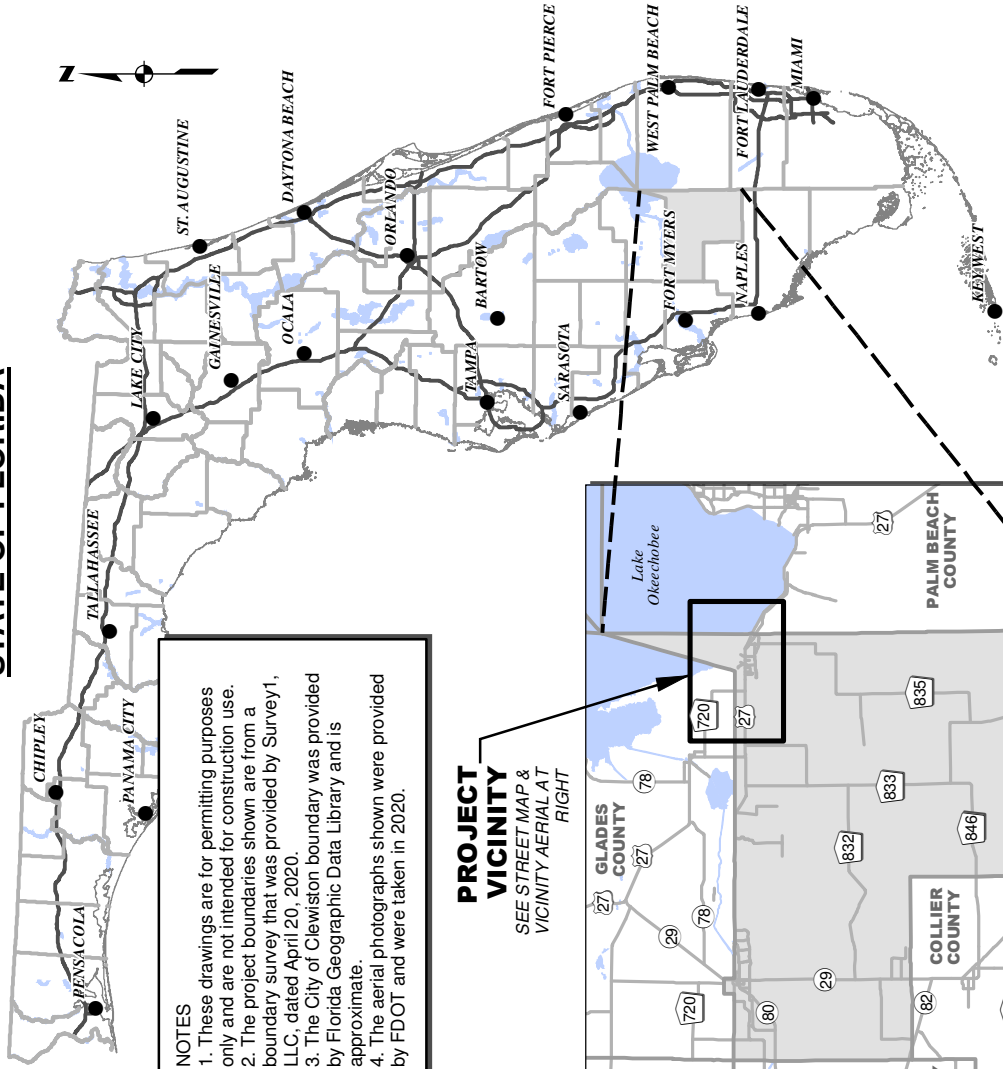 STATE OF FLORIDA
N
CHIPLEY
TALLAHASSEE
LAKE CITY
ST. AUGUSTINE
PENSACOLA
PANAMA CITY
GAINESVILLE
OCALA
DAYTONA BEACH
ORLANDO
TAMPA
BARTOW
SARASOTA
FORT PIERCE
FORT MYERS
WEST PALM BEACH
NAPLES
FORT LAUDERDALE
MIAMI
KEY WEST
NOTES
1. These drawings are for permitting purposes
only and are not intended for construction use.
2. The project boundaries shown are from a
boundary survey that was provided by Survey1,
LLC, dated April 20, 2020.
3. The City of Clewiston boundary was provided
by Florida Geographic Data Library and is
approximate.
4. The aerial photographs shown were provided
by FDOT and were taken in 2020.
PROJECT
VICINITY
SEE STREET MAP &
VICINITY AERIAL AT
RIGHT
Lake
Okeechobee
GLADES
COUNTY
PALM BEACH
COUNTY
COLLIER
COUNTY
27
78
27
29
78
720
27
27
720
80
29
832
833
835
846
82